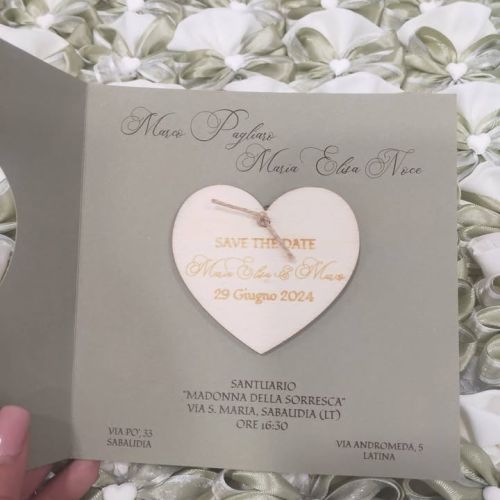 Marco Pagliaro
Maria Elisa Noce
SAVE THE DATE
Maria Elisa & Marco
29 Giugno 2024
SANTUARIO
"MADONNA DELLA SORRESCA"
VIA S. MARIA, SABAUDIA (LT)
ORE 16:30
VIA PO', 33
SABAUDIA
VIA ANDROMEDA, 5
LATINA